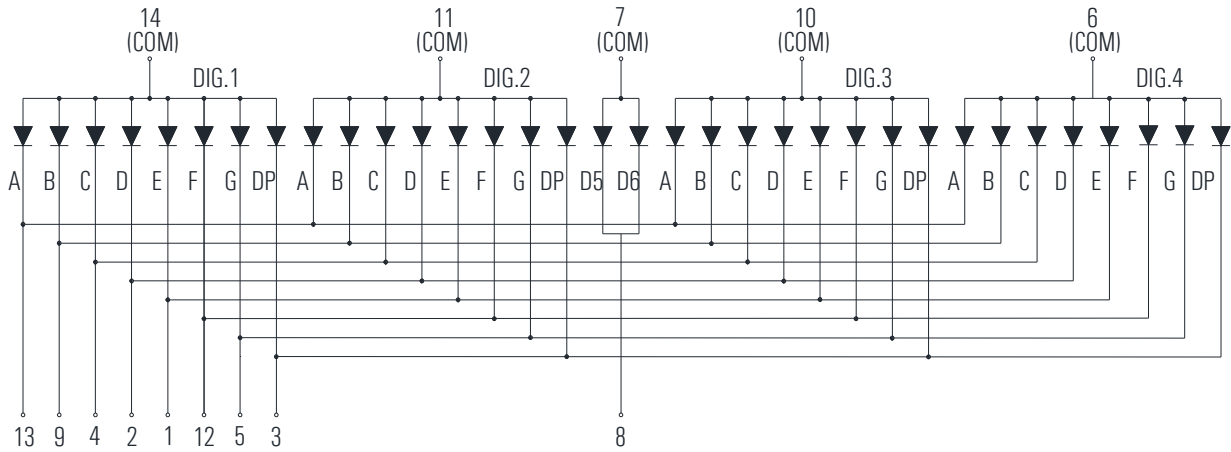 14 11 7 10 6
(COM) (COM) (COM) (COM) (COM)
DIG.1 DIG.2 DIG.3 DIG.4
A B C D E F G DP A B C D E F G DP D5 D6 A B C D E F G DP A B C D E F G DP
13 9 4 2 1 12 5 3 8